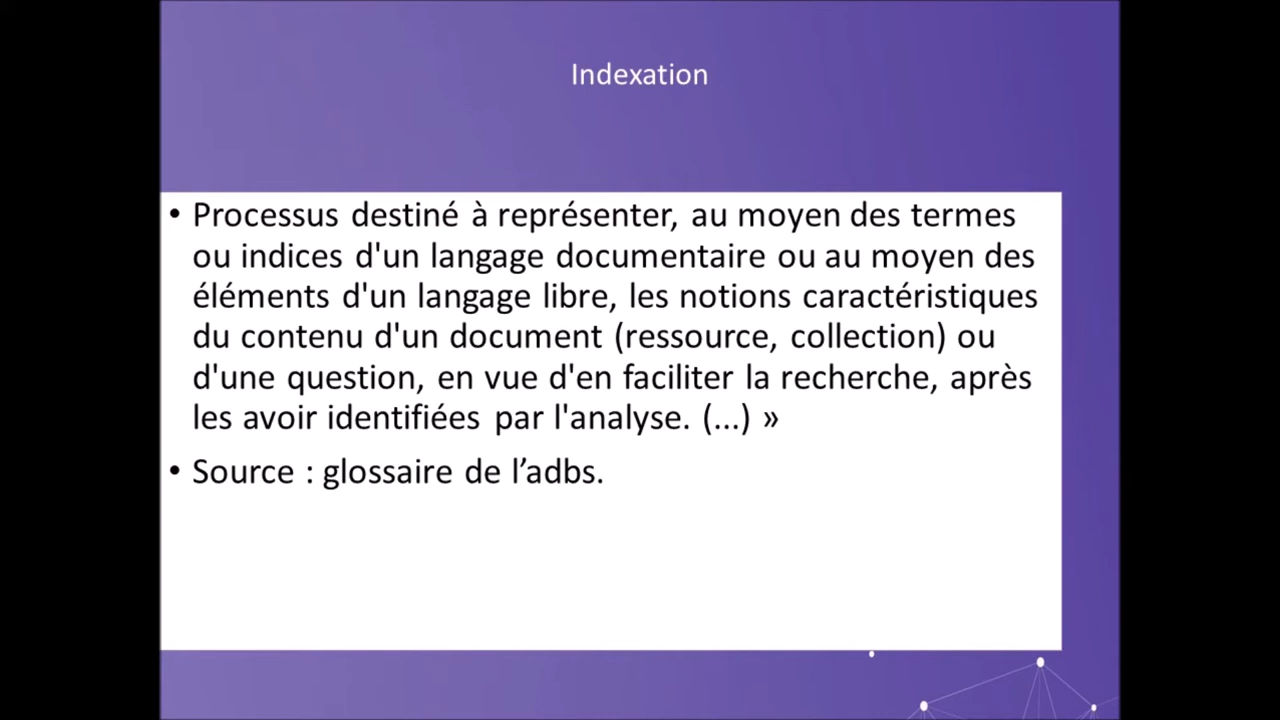 Indexation
• Processus destiné à représenter, au moyen des termes
ou indices d'un langage documentaire ou au moyen des
éléments d'un langage libre, les notions caractéristiques
du contenu d'un document (ressource, collection) ou
d'une question, en vue d'en faciliter la recherche, après
les avoir identifiées par l'analyse. (...) »
• Source : glossaire de l’adbs.